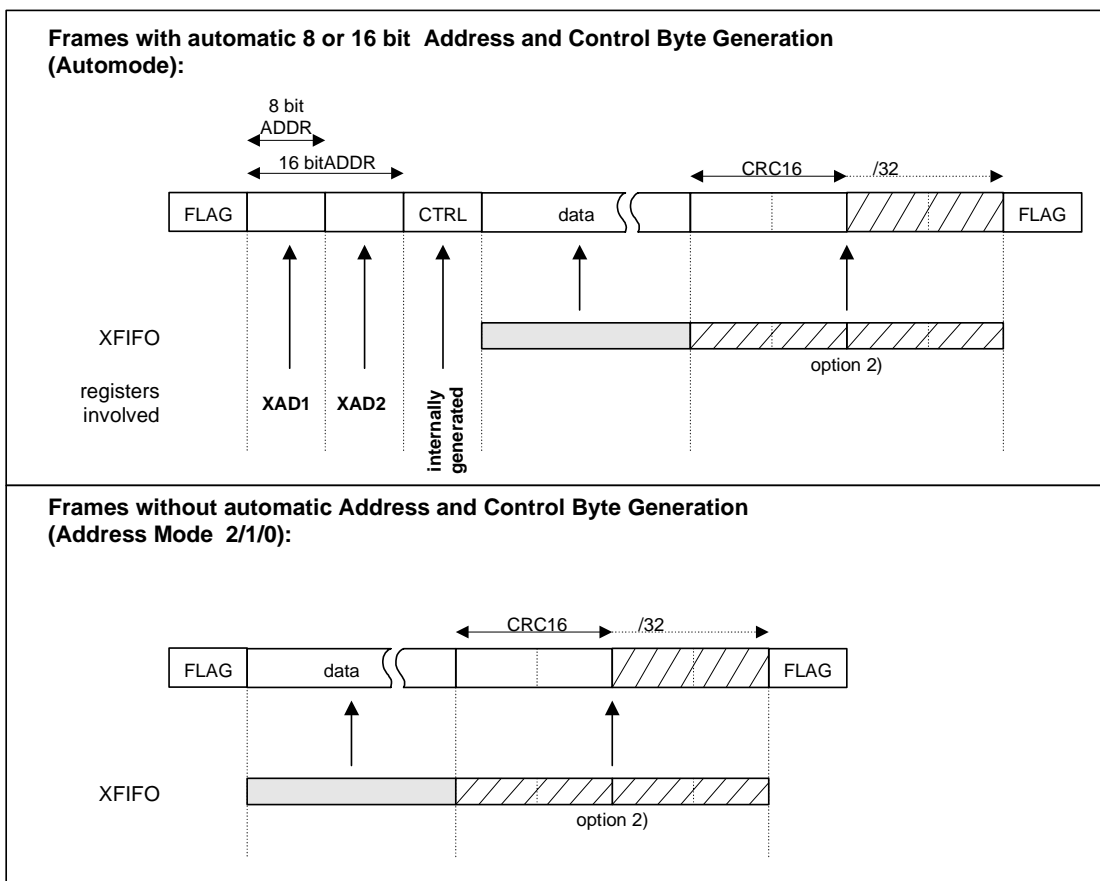 Frames with automatic 8 or 16 bit Address and Control Byte Generation
(Automode):
8 bit
ADDR
16 bitADDR
CRC16 /32
FLAG CTRL data FLAG
XFIFO
option 2)
registers
involved
XAD1 XAD2
internally
generated
Frames without automatic Address and Control Byte Generation
(Address Mode 2/1/0):
CRC16 /32
FLAG data FLAG
XFIFO
option 2)